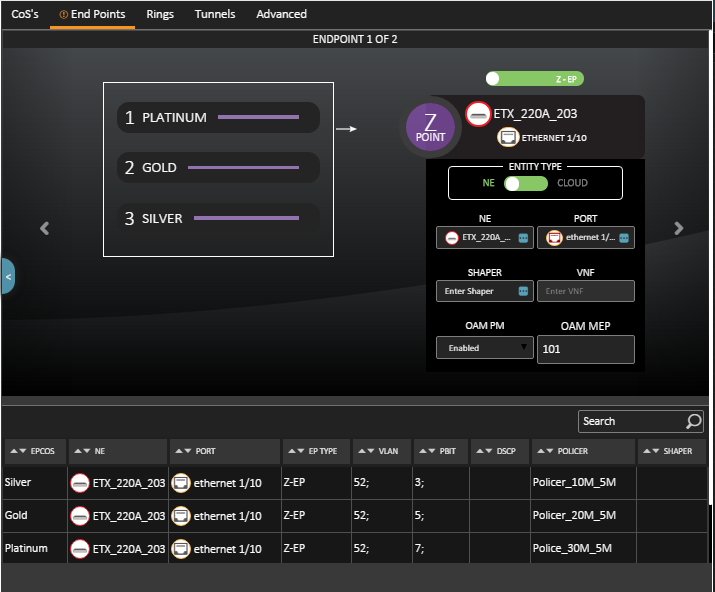 CoS's End Points Rings Tunnels Advanced
ENDPOINT 1 OF 2
Z - EP
1 PLATINUM
2 GOLD
3 SILVER
Z
POINT
ETX_220A_203
ETHERNET 1/10
ENTITY TYPE
NE CLOUD
NE PORT
ETX_220A_... ethernet 1/...
SHAPER VNF
Enter Shaper Enter VNF
OAM PM OAM MEP
Enabled 101
<
Search
EPCOS NE PORT EP TYPE VLAN PBIT DSCP POLICER SHAPER
Silver ETX_220A_203 ethernet 1/10 Z-EP 52; 3; Policer_10M_5M
Gold ETX_220A_203 ethernet 1/10 Z-EP 52; 5; Policer_20M_5M
Platinum ETX_220A_203 ethernet 1/10 Z-EP 52; 7; Police_30M_5M